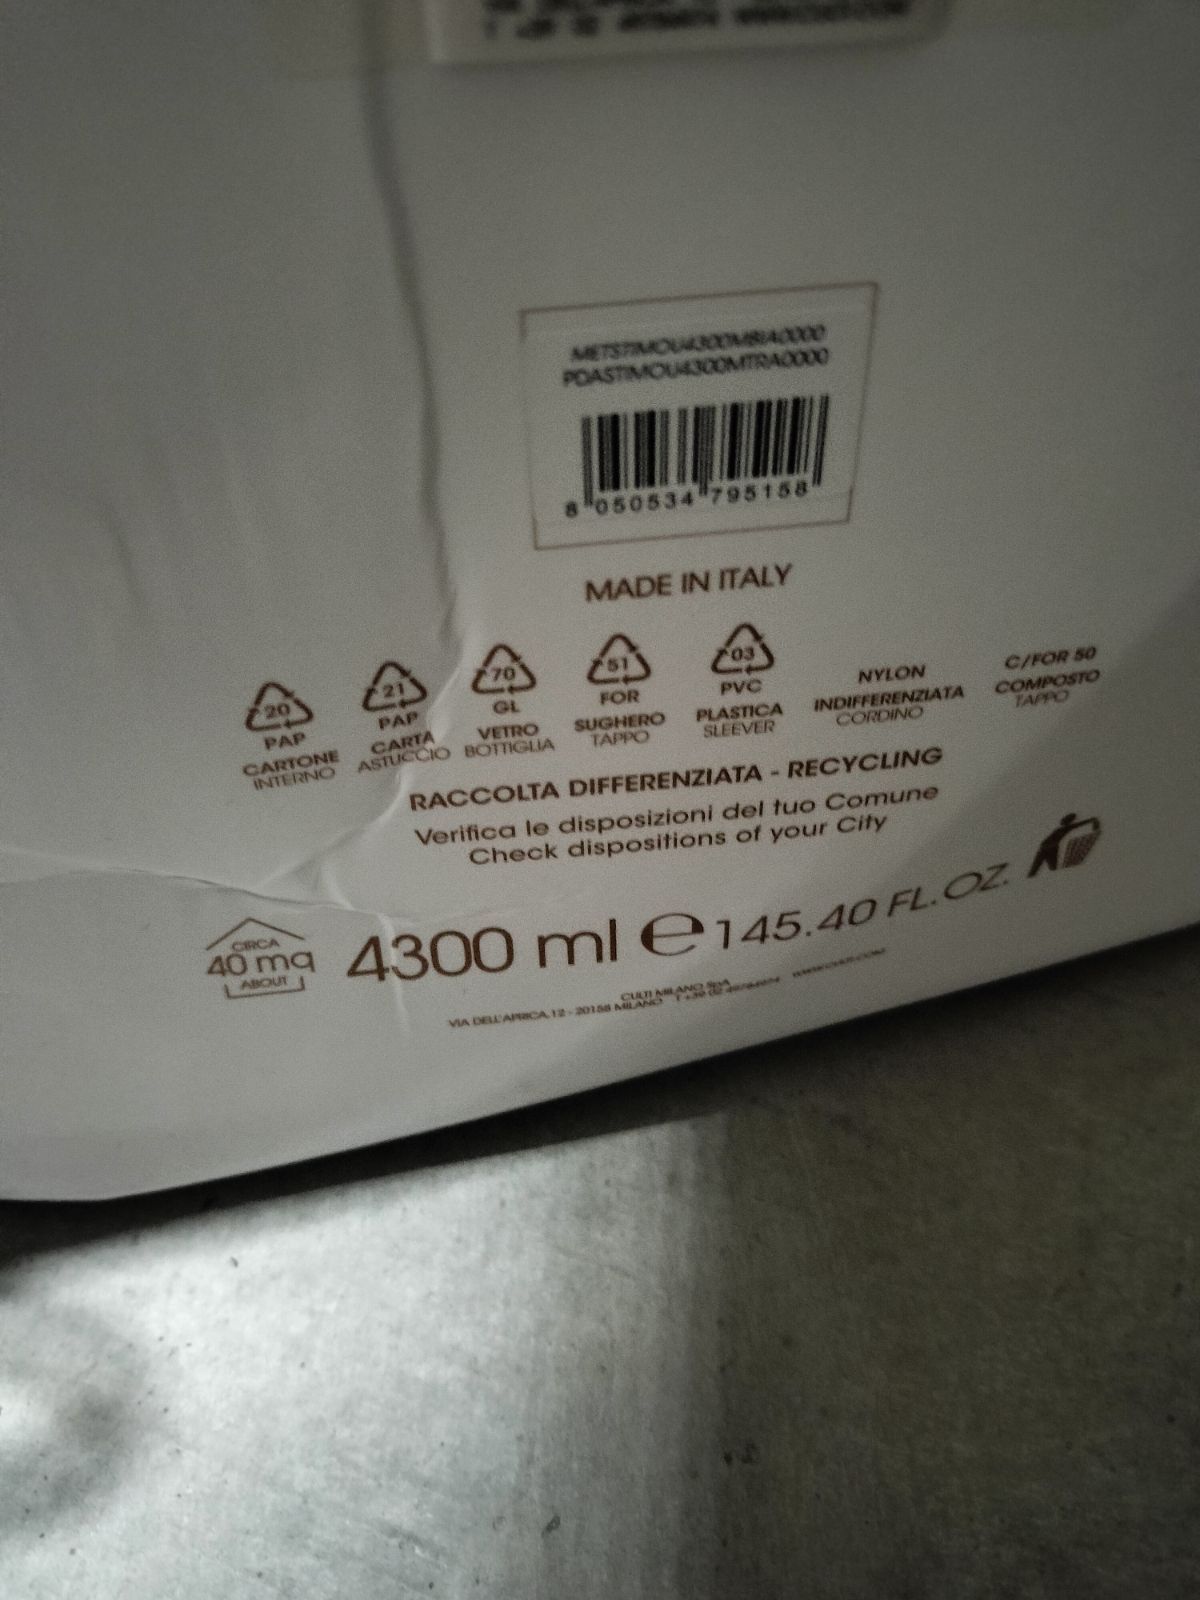 METSTIMOU4300MBIA0000
PDASTIMOU4300MTRA0000
8 050534 795158
MADE IN ITALY
20 21 70 51 03
PAP PAP GL FOR PVC NYLON C/FOR 50
CARTONE CARTA VETRO SUGHERO PLASTICA INDIFFERENZIATA COMPOSTO
INTERNO ASTUCCIO BOTTIGLIA TAPPO SLEEVER CORDINO TAPPO
RACCOLTA DIFFERENZIATA - RECYCLING
Verifica le disposizioni del tuo Comune
Check dispositions of your City
CIRCA
40 mq
ABOUT
4300 ml e 145.40 FL.OZ.
CULTI MILANO SpA
VIA DELL'APRICA,12 - 20158 MILANO